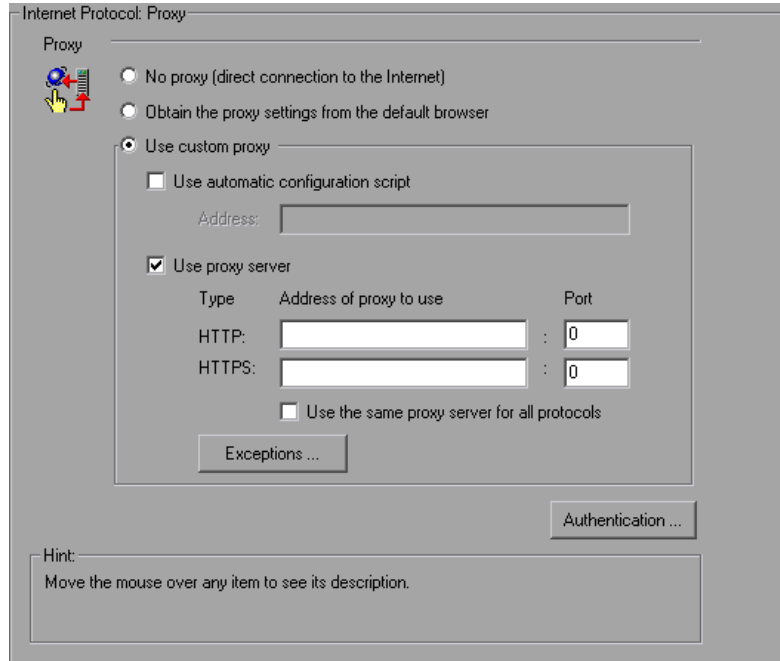 Internet Protocol: Proxy
Proxy
No proxy (direct connection to the Internet)
Obtain the proxy settings from the default browser
Use custom proxy
Use automatic configuration script
Address:
Use proxy server
Type Address of proxy to use Port
HTTP: : 0
HTTPS: : 0
Use the same proxy server for all protocols
Exceptions ...
Authentication ...
Hint:
Move the mouse over any item to see its description.